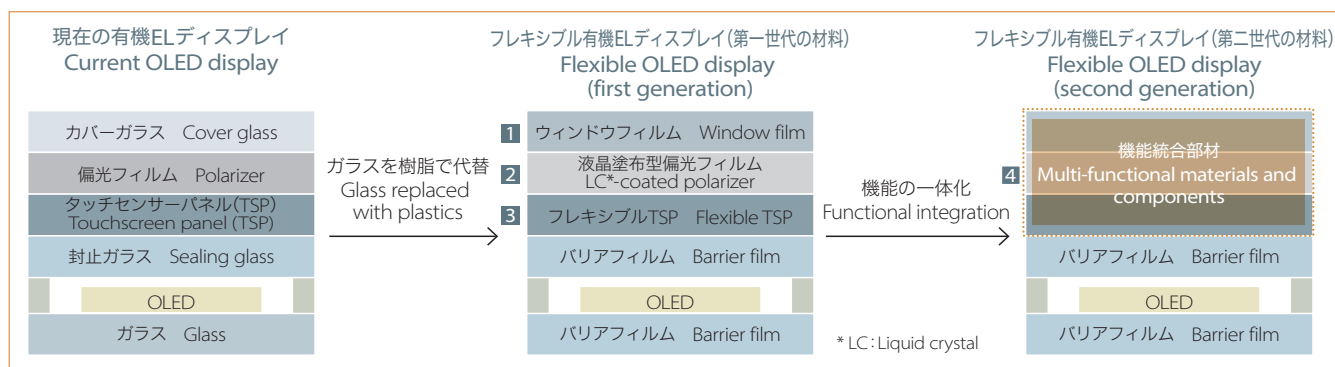 現在の有機ELディスプレイ
Current OLED display
カバーガラス Cover glass
偏光フィルム Polarizer
タッチセンサーパネル(TSP)
Touchscreen panel (TSP)
封止ガラス Sealing glass
OLED
ガラス Glass
ガラスを樹脂で代替
Glass replaced
with plastics
フレキシブル有機ELディスプレイ(第一世代の材料)
Flexible OLED display
(first generation)
1 ウィンドウフィルム Window film
2 液晶塗布型偏光フィルム
LC*-coated polarizer
3 フレキシブルTSP Flexible TSP
バリアフィルム Barrier film
OLED
バリアフィルム Barrier film
機能の一体化
Functional integration
* LC:Liquid crystal
フレキシブル有機ELディスプレイ(第二世代の材料)
Flexible OLED display
(second generation)
4 機能統合部材
Multi-functional materials and
components
バリアフィルム Barrier film
OLED
バリアフィルム Barrier film